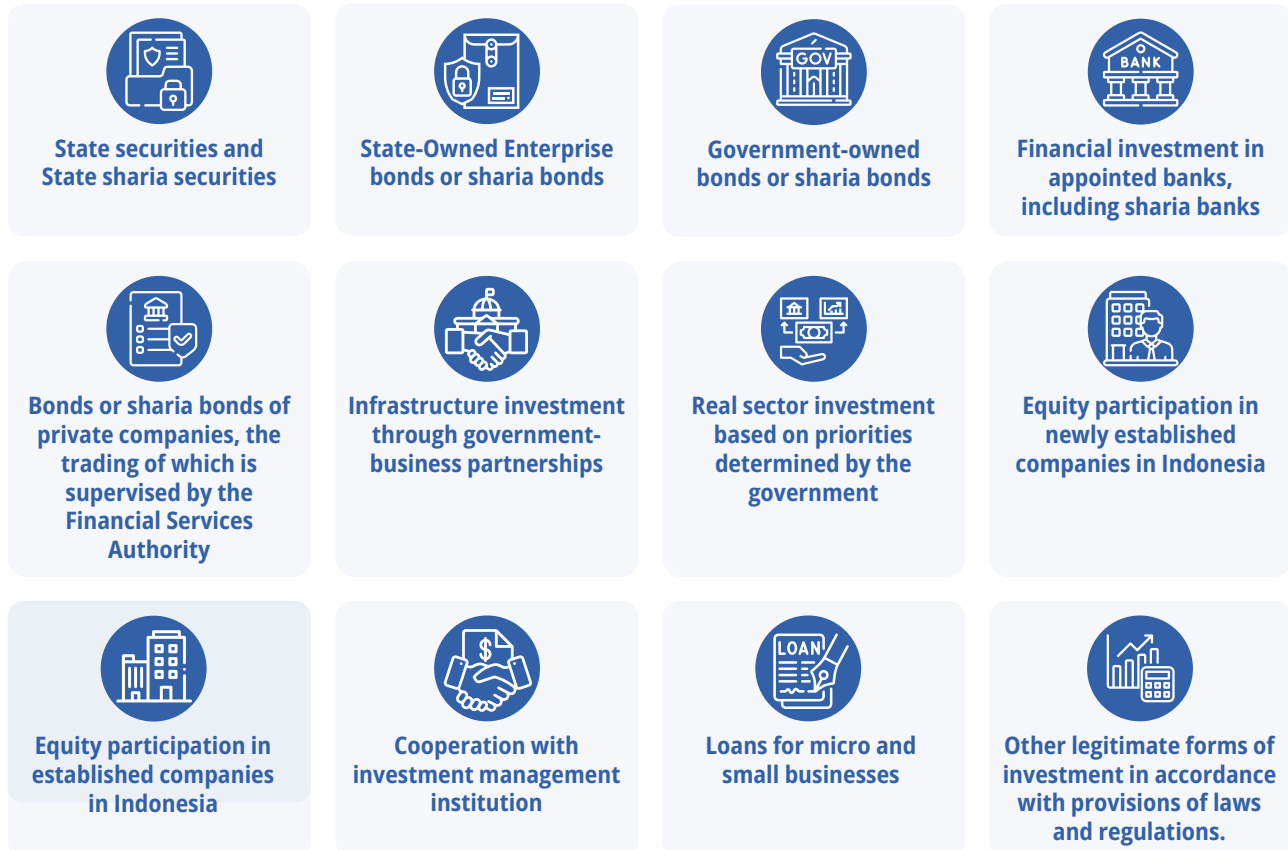 GOV
BANK
State securities and
State sharia securities
State-Owned Enterprise
bonds or sharia bonds
Government-owned
bonds or sharia bonds
Financial investment in
appointed banks,
including sharia banks
Bonds or sharia bonds of
private companies, the
trading of which is
supervised by the
Financial Services
Authority
Infrastructure investment
through government-
business partnerships
Real sector investment
based on priorities
determined by the
government
Equity participation in
newly established
companies in Indonesia
$
LOAN
Equity participation in
established companies
in Indonesia
Cooperation with
investment management
institution
Loans for micro and
small businesses
Other legitimate forms of
investment in accordance
with provisions of laws
and regulations.